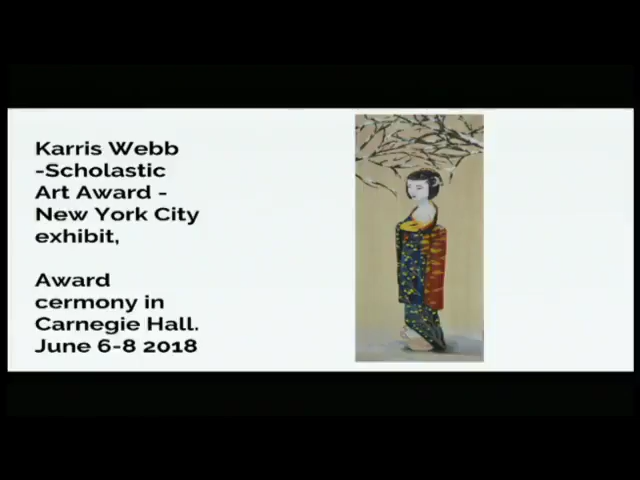 Karris Webb
-Scholastic
Art Award -
New York City
exhibit,
Award
cermony in
Carnegie Hall.
June 6-8 2018